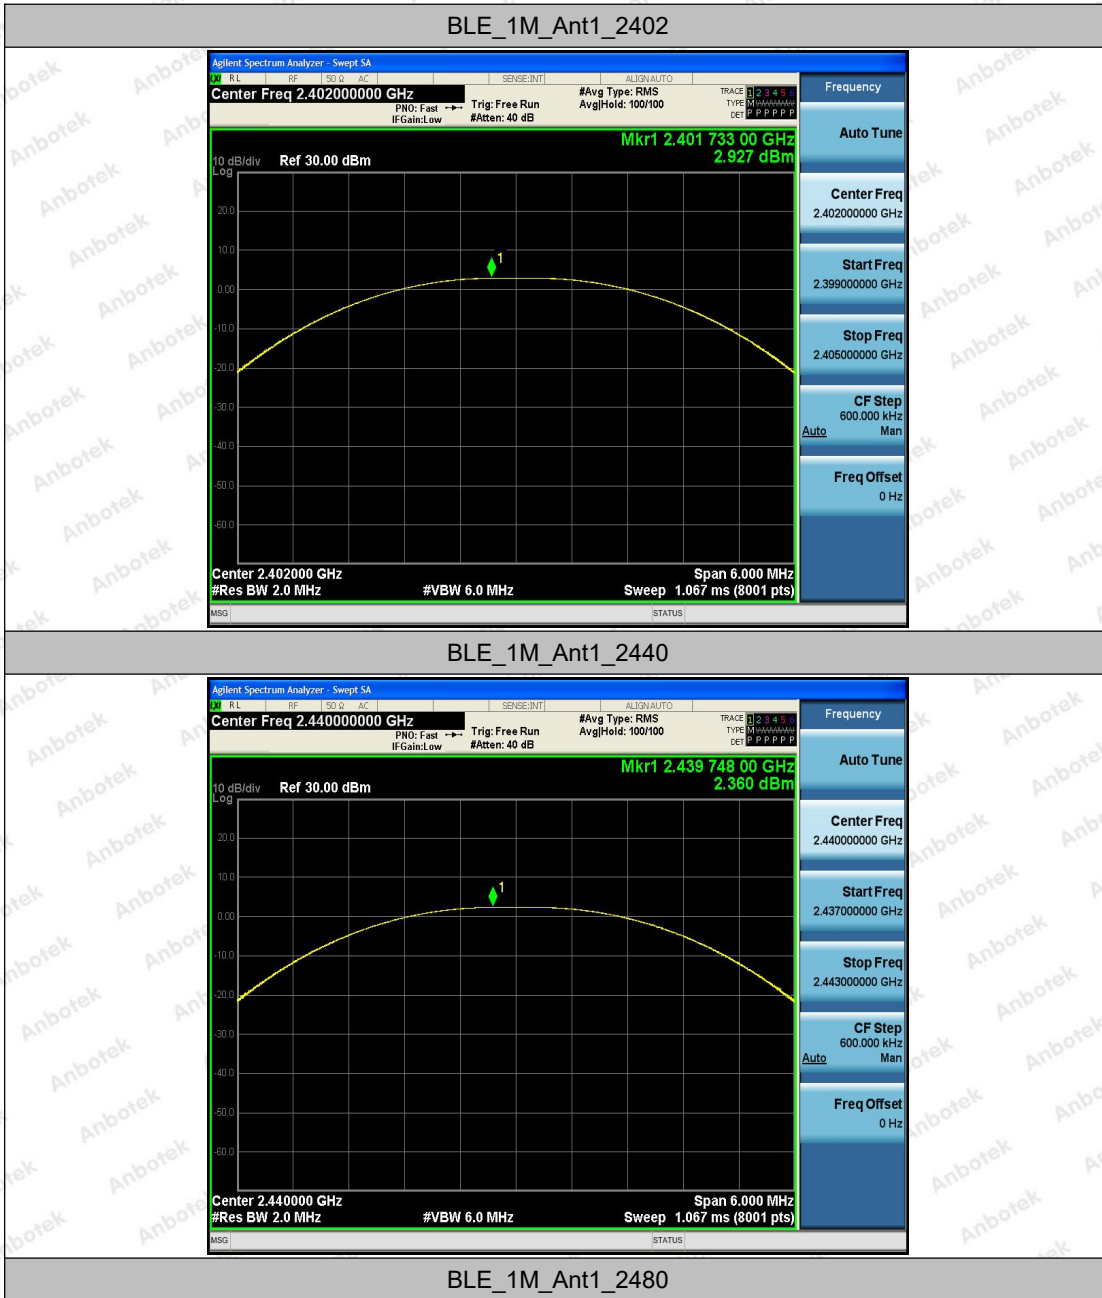 BLE_1M_Ant1_2402
Agilent Spectrum Analyzer - Swept SA
LXI RL RF 50 Ω AC SENSE:INT ALIGNAUTO
Center Freq 2.402000000 GHz
PNO: Fast
IFGain:Low
Trig: Free Run
#Atten: 40 dB
#Avg Type: RMS
Avg|Hold: 100/100
TRACE 1 2 3 4 5 6
TYPE M
DET P P P P P P
Mkr1 2.401 733 00 GHz
2.927 dBm
10 dB/div
Log
Ref 30.00 dBm
20.0
10.0
0.00
-10.0
-20.0
-30.0
-40.0
-50.0
-60.0
1
Center 2.402000 GHz
Span 6.000 MHz
#Res BW 2.0 MHz
#VBW 6.0 MHz
Sweep 1.067 ms (8001 pts)
MSG
STATUS
Frequency
Auto Tune
Center Freq
2.402000000 GHz
Start Freq
2.399000000 GHz
Stop Freq
2.405000000 GHz
CF Step
600.000 kHz
Auto Man
Freq Offset
0 Hz
BLE_1M_Ant1_2440
Agilent Spectrum Analyzer - Swept SA
LXI RL RF 50 Ω AC SENSE:INT ALIGNAUTO
Center Freq 2.440000000 GHz
PNO: Fast
IFGain:Low
Trig: Free Run
#Atten: 40 dB
#Avg Type: RMS
Avg|Hold: 100/100
TRACE 1 2 3 4 5 6
TYPE M
DET P P P P P P
Mkr1 2.439 748 00 GHz
2.360 dBm
10 dB/div
Log
Ref 30.00 dBm
20.0
10.0
0.00
-10.0
-20.0
-30.0
-40.0
-50.0
-60.0
1
Center 2.440000 GHz
Span 6.000 MHz
#Res BW 2.0 MHz
#VBW 6.0 MHz
Sweep 1.067 ms (8001 pts)
MSG
STATUS
Frequency
Auto Tune
Center Freq
2.440000000 GHz
Start Freq
2.437000000 GHz
Stop Freq
2.443000000 GHz
CF Step
600.000 kHz
Auto Man
Freq Offset
0 Hz
BLE_1M_Ant1_2480
Anbotek